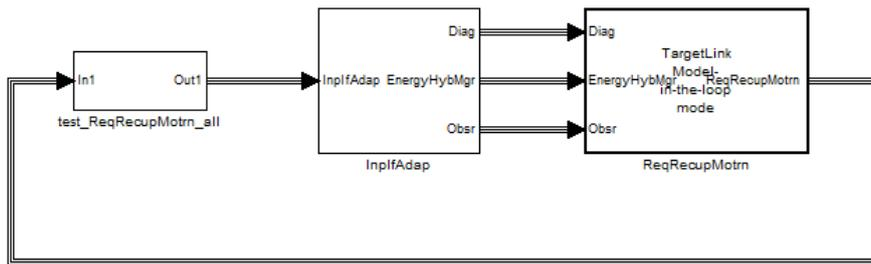 Diag
Diag
TargetLink
Model-
in-the-loop
mode
In1
Out1
InpIfAdap
EnergyHybMgr
EnergyHybMgr
ReqRecupMotrn
test_ReqRecupMotrn_all
Obsr
Obsr
InpIfAdap
ReqRecupMotrn